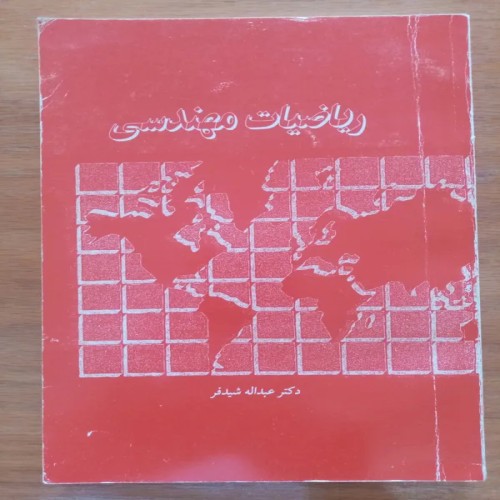 ریاضیات مهندسی
دکتر عبداله شیدفر